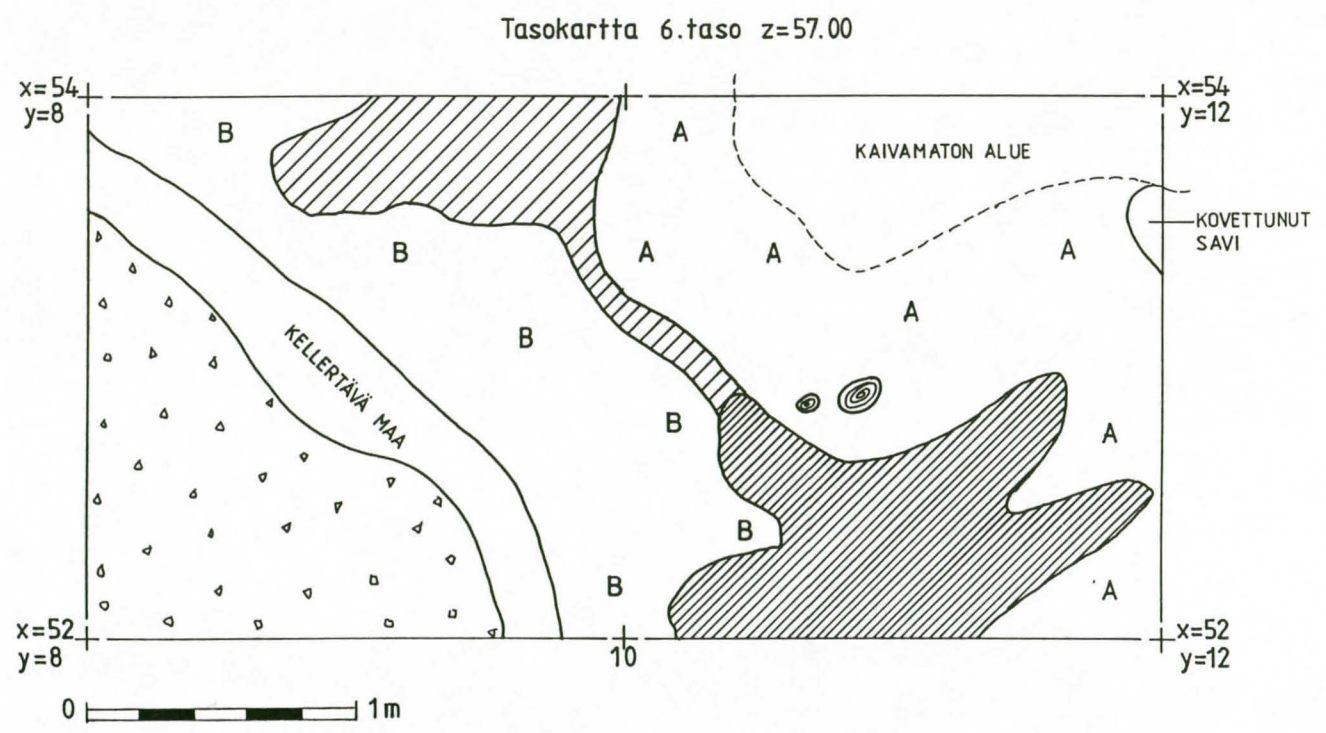 Tasokartta 6.taso z=57.00
x=54
y=8
x=54
y=12
B
A
KAIVAMATON ALUE
KOVETTUNUT
SAVI
B
A
A
A
A
B
KELLERTÄVÄ MAA
B
A
B
B
A
x=52
y=8
10
x=52
y=12
0
1m